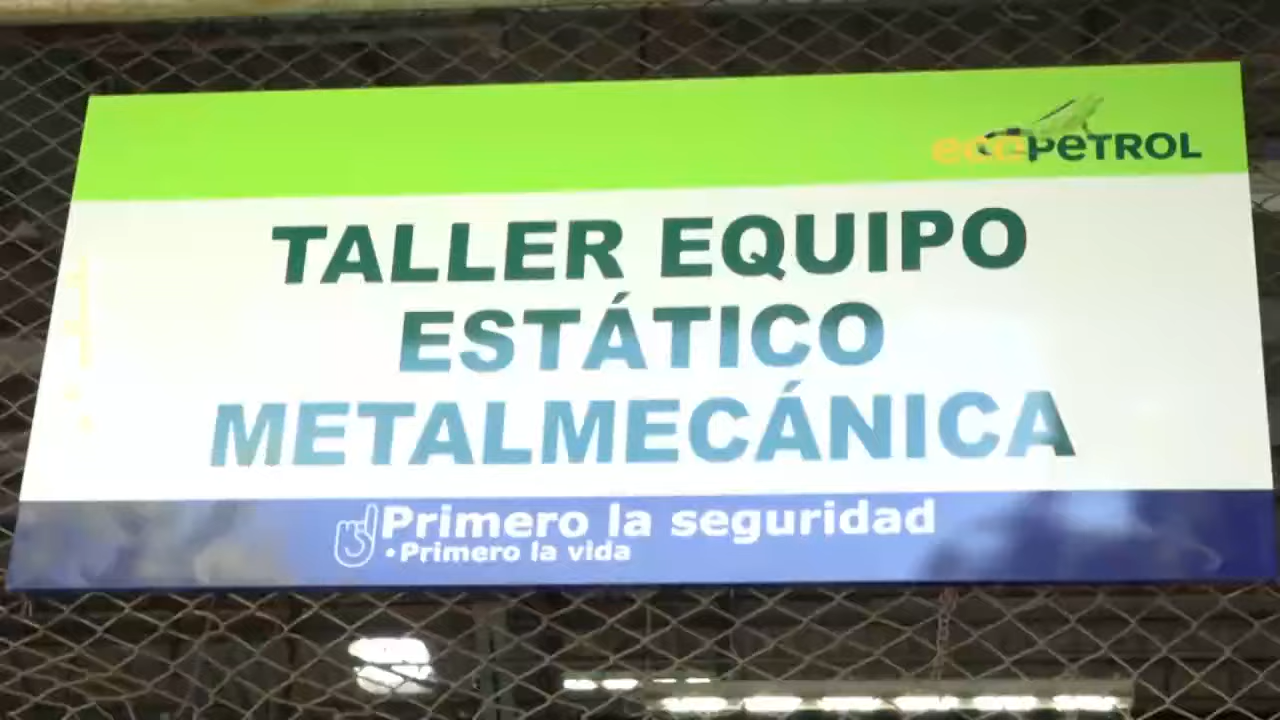 ecoPETROL
TALLER EQUIPO
ESTÁTICO
METALMECÁNICA
Primero la seguridad
•Primero la vida